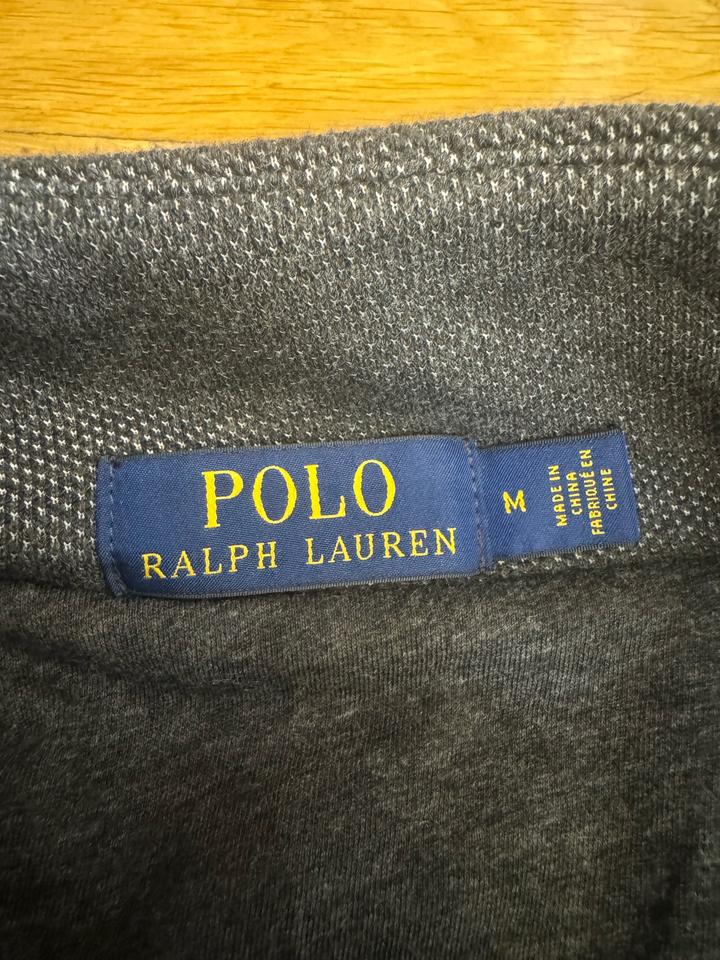 POLO
RALPH LAUREN
M
MADE IN
CHINA
FABRIQUÉ EN
CHINE